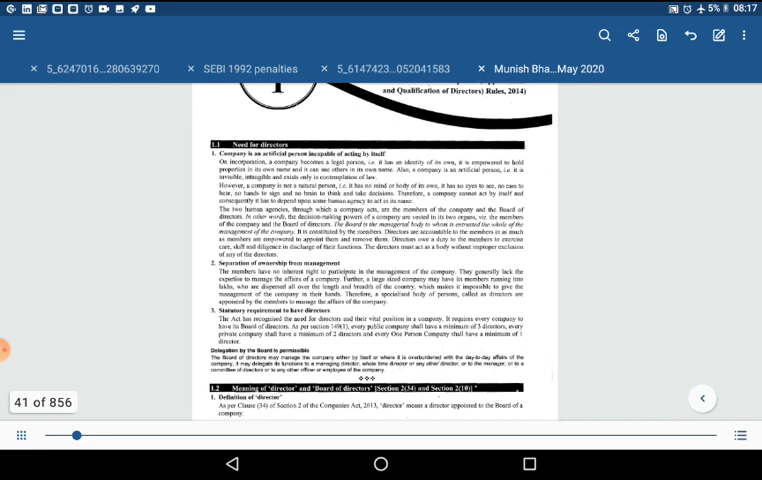 5% 08:17
5_6247016...280639270
SEBI 1992 penalties
5_6147423...052041583
Munish Bha...May 2020
and Qualification of Directors) Rules, 2014)
1.1 Need for directors
1. Company is an artificial person incapable of acting by itself
On incorporation, a company becomes a legal person, i.e. it has an identity of its own, it is empowered to hold
properties in its own name and it can sue others in its own name. Also, a company is an artificial person, i.e. it is
invisible, intangible and exists only in contemplation of law.
However, a company is not a natural person, i.e. it has no mind or body of its own, it has no eyes to see, no ears to
hear, no hands to sign and no brain to think and take decisions. Therefore, a company cannot act by itself and
consequently it has to depend upon some human agency to act in its name.
The two human agencies, through which a company acts, are the members of the company and the Board of
directors. In other words, the decision-making powers of a company are vested in its two organs, viz. the members
of the company and the Board of directors. The Board is the managerial body to whom is entrusted the whole of the
management of the company. It is constituted by the members. Directors are accountable to the members in as much
as members are empowered to appoint them and remove them. Directors owe a duty to the members to exercise
care, skill and diligence in discharge of their functions. The directors must act as a body without improper exclusion
of any of the directors.
2. Separation of ownership from management
The members have no inherent right to participate in the management of the company. They generally lack the
expertise to manage the affairs of a company. Further, a large sized company may have its members running into
lakhs, who are dispersed all over the length and breadth of the country, which makes it impossible to give the
management of the company in their hands. Therefore, a specialised body of persons, called as directors are
appointed by the members to manage the affairs of the company.
3. Statutory requirement to have directors
The Act has recognised the need for directors and their vital position in a company. It requires every company to
have its Board of Directors. As per section 149(1), every public company shall have a minimum of 3 directors, every
private company shall have a minimum of 2 directors and every One Person Company shall have a minimum of 1
director.
Delegation by the Board is permissible
The Board of directors may manage the company either by itself or where it is overburdened with the day-to-day affairs of the
company, it may delegate its functions to a managing director, whole time director or any other director, or to the manager, or to a
committee of directors or to any other officer or employee of the company.
1.2 Meaning of 'director' and 'Board of directors' [Section 2(34) and Section 2(10)]
1. Definition of 'director'
As per Clause (34) of Section 2 of the Companies Act, 2013, 'director' means a director appointed to the Board of a
company.
41 of 856